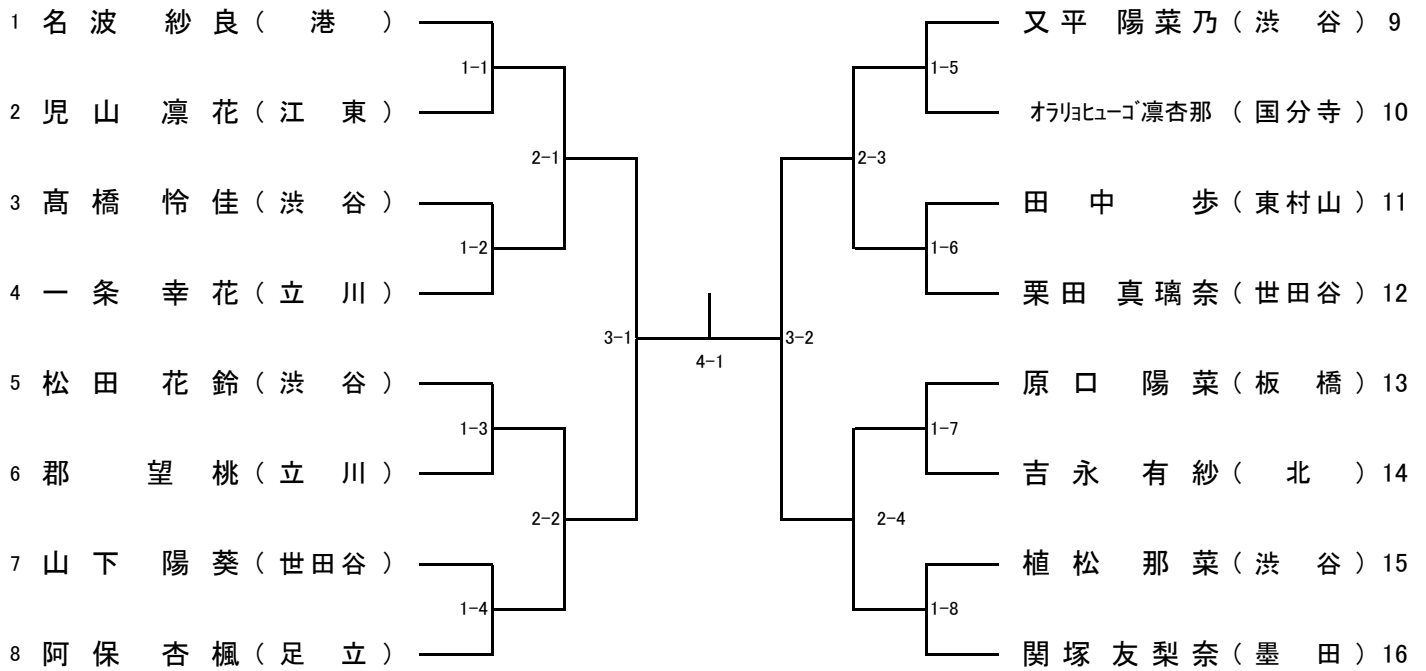 1 名波 紗良 ( 港 )
1-1
2 児山 凛花 ( 江東 )
2-1
3 髙橋 怜佳 ( 渋谷 )
1-2
4 一条 幸花 ( 立川 )
3-1
5 松田 花鈴 ( 渋谷 )
1-3
6 郡 望桃 ( 立川 )
2-2
7 山下 陽葵 ( 世田谷 )
1-4
8 阿保 杏楓 ( 足立 )
4-1
又平 陽菜乃 ( 渋谷 ) 9
1-5
オラリョヒューゴ凛杏那 ( 国分寺 ) 10
2-3
田中 歩 ( 東村山 ) 11
1-6
栗田 真璃奈 ( 世田谷 ) 12
3-2
原口 陽菜 ( 板橋 ) 13
1-7
吉永 有紗 ( 北 ) 14
2-4
植松 那菜 ( 渋谷 ) 15
1-8
関塚 友梨奈 ( 墨田 ) 16